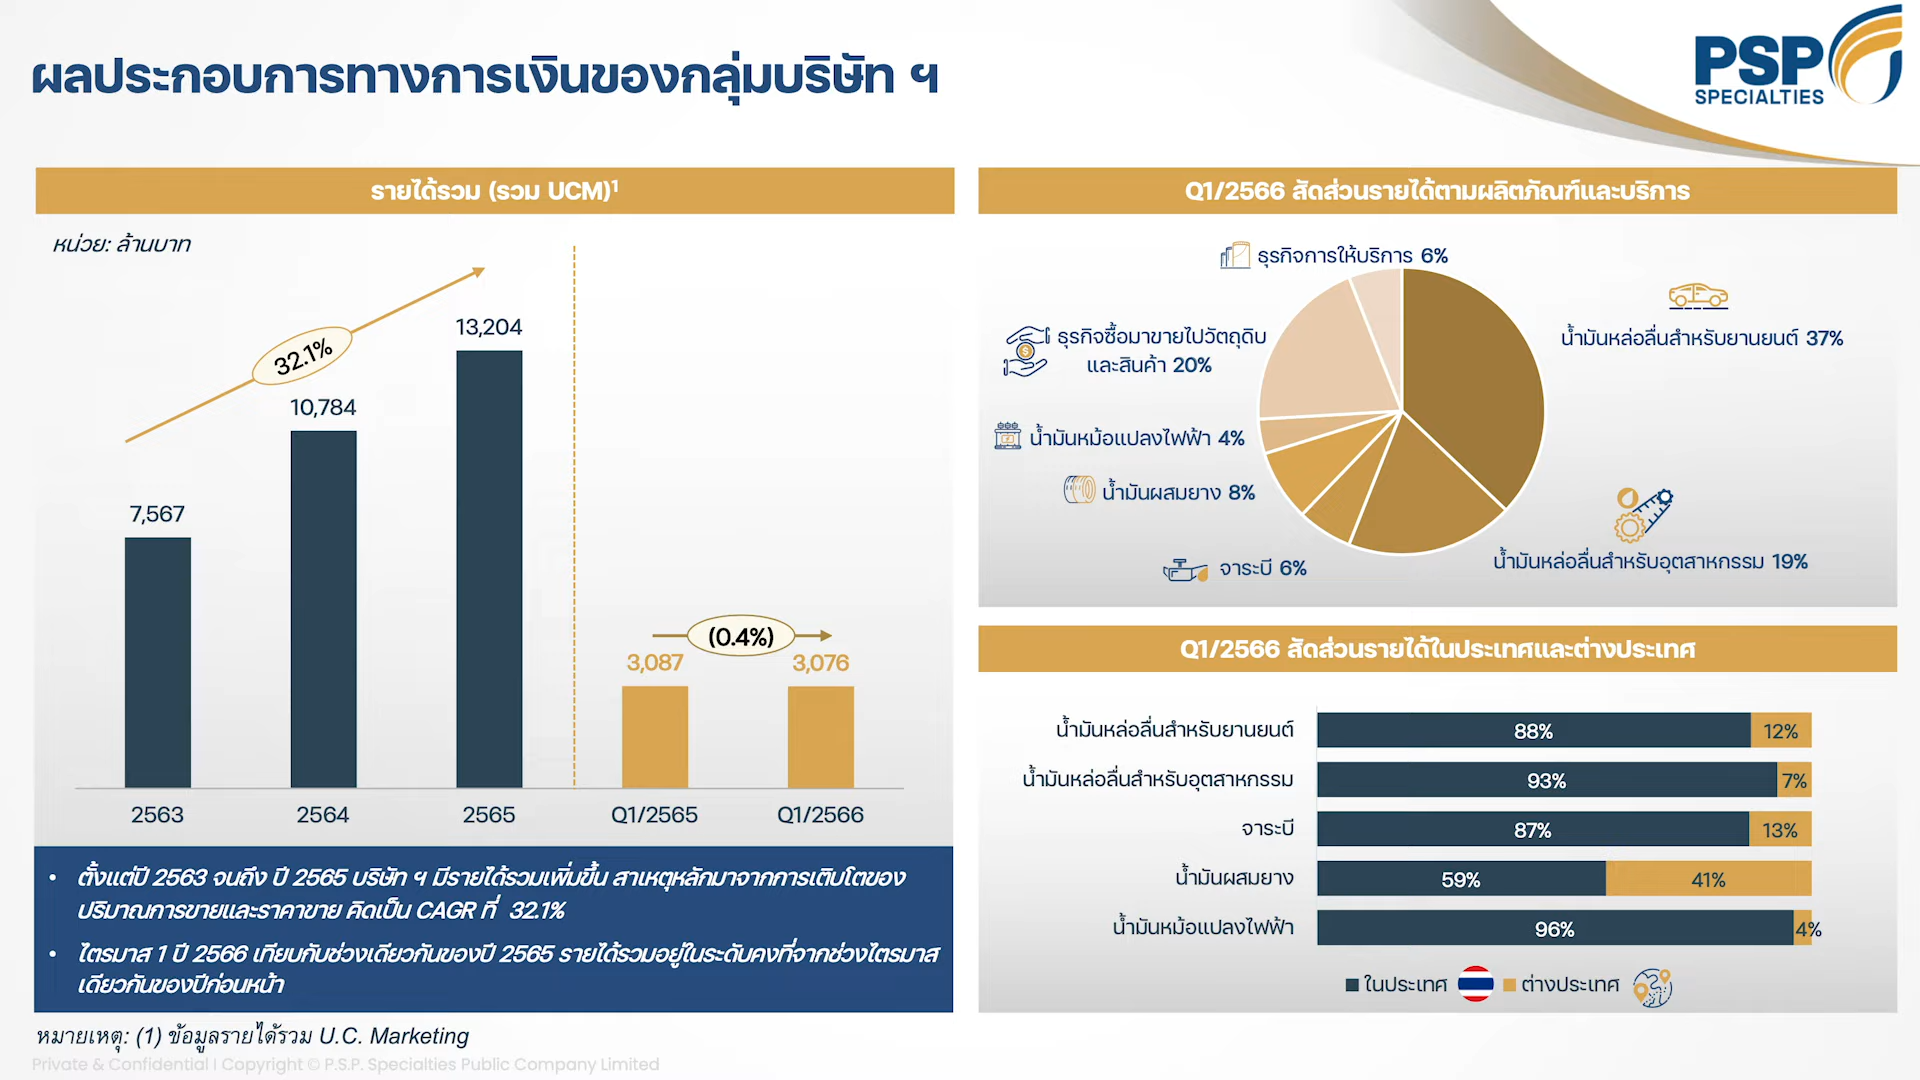 ผลประกอบการทางการเงินของกลุ่มบริษัท ฯ
PSP
SPECIALTIES
รายได้รวม (รวม UCM)¹
หน่วย: ล้านบาท
32.1%
7,567
10,784
13,204
(0.4%)
3,087
3,076
2563
2564
2565
Q1/2565
Q1/2566
• ตั้งแต่ปี 2563 จนถึง ปี 2565 บริษัท ฯ มีรายได้รวมเพิ่มขึ้น สาเหตุหลักมาจากการเติบโตของ
ปริมาณการขายและราคาขาย คิดเป็น CAGR ที่ 32.1%
• ไตรมาส 1 ปี 2566 เทียบกับช่วงเดียวกันของปี 2565 รายได้รวมอยู่ในระดับคงที่จากช่วงไตรมาส
เดียวกันของปีก่อนหน้า
หมายเหตุ: (1) ข้อมูลรายได้รวม U.C. Marketing
Private & Confidential I Copyright © P.S.P. Specialties Public Company Limited
Q1/2566 สัดส่วนรายได้ตามผลิตภัณฑ์และบริการ
ธุรกิจการให้บริการ 6%
ธุรกิจซื้อมาขายไปวัตถุดิบ
และสินค้า 20%
น้ำมันหม้อแปลงไฟฟ้า 4%
น้ำมันผสมยาง 8%
จาระบี 6%
น้ำมันหล่อลื่นสำหรับยานยนต์ 37%
น้ำมันหล่อลื่นสำหรับอุตสาหกรรม 19%
Q1/2566 สัดส่วนรายได้ในประเทศและต่างประเทศ
น้ำมันหล่อลื่นสำหรับยานยนต์ 88% 12%
น้ำมันหล่อลื่นสำหรับอุตสาหกรรม 93% 7%
จาระบี 87% 13%
น้ำมันผสมยาง 59% 41%
น้ำมันหม้อแปลงไฟฟ้า 96% 4%
ในประเทศ ต่างประเทศ